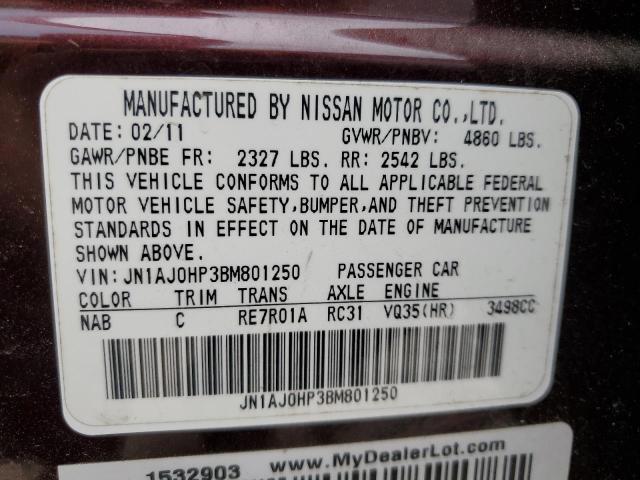 MANUFACTURED BY NISSAN MOTOR CO.,LTD.
DATE: 02/11 GVWR/PNBV: 4860 LBS.
GAWR/PNBE FR: 2327 LBS. RR: 2542 LBS.
THIS VEHICLE CONFORMS TO ALL APPLICABLE FEDERAL
MOTOR VEHICLE SAFETY,BUMPER,AND THEFT PREVENTION
STANDARDS IN EFFECT ON THE DATE OF MANUFACTURE
SHOWN ABOVE.
VIN: JN1AJ0HP3BM801250 PASSENGER CAR
COLOR TRIM TRANS AXLE ENGINE
NAB C RE7R01A RC31 VQ35(HR) 3498CC
JN1AJ0HP3BM801250
1532903 www.MyDealerLot.com